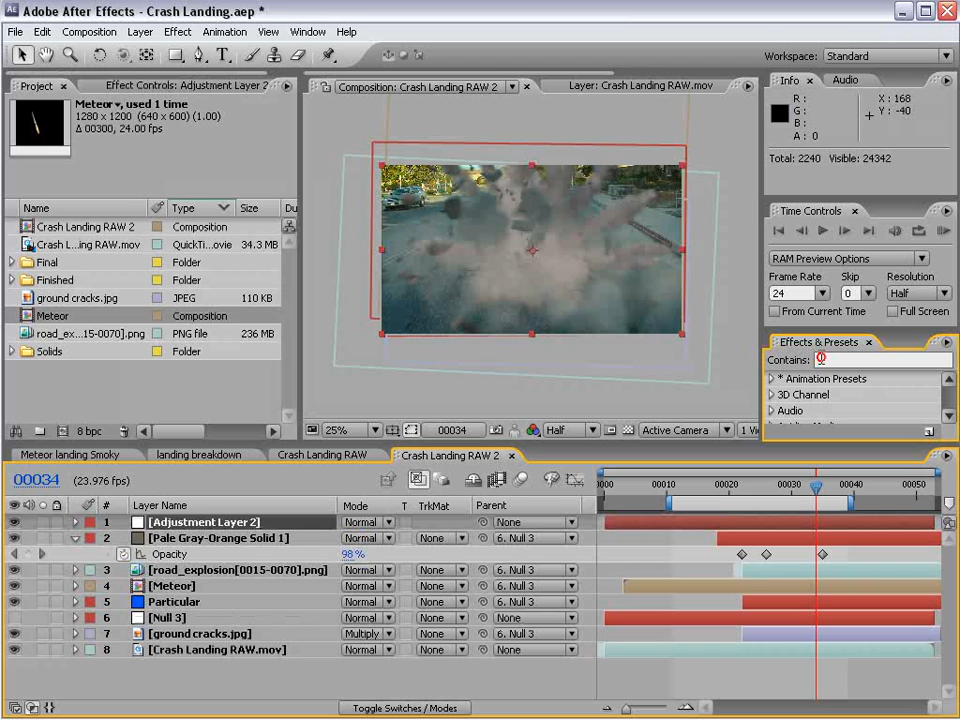 Adobe After Effects - Crash Landing.aep *
File Edit Composition Layer Effect Animation View Window Help
Workspace: Standard
Project Effect Controls: Adjustment Layer 2
Meteor, used 1 time
1280 x 1200 (640 x 600) (1.00)
Δ 00300, 24.00 fps
Composition: Crash Landing RAW 2 Layer: Crash Landing RAW.mov
Info Audio
R: X: 168
G: Y: -40
B:
A: 0
Total: 2240 Visible: 24342
Name Type Size Du
Crash Landing RAW 2 Composition
Crash L...ing RAW.mov QuickTi...ovie 34.3 MB
Final Folder
Finished Folder
ground cracks.jpg JPEG 110 KB
Meteor Composition
road_ex...15-0070].png PNG file 236 MB
Solids Folder
8 bpc
Time Controls
RAM Preview Options
Frame Rate Skip Resolution
24 0 Half
From Current Time Full Screen
Effects & Presets
Contains:
* Animation Presets
3D Channel
Audio
25% 00034 Half Active Camera 1 Vi
Meteor landing Smoky landing breakdown Crash Landing RAW Crash Landing RAW 2
00034 (23.976 fps)
0000 00010 00020 00030 00040 00050
# Layer Name Mode T TrkMat Parent
1 [Adjustment Layer 2] Normal None
2 [Pale Gray-Orange Solid 1] Normal None 6. Null 3
Opacity 98%
3 [road_explosion[0015-0070].png] Normal None 6. Null 3
4 [Meteor] Normal None 6. Null 3
5 Particular Normal None 6. Null 3
6 [Null 3] Normal None None
7 [ground cracks.jpg] Multiply None 6. Null 3
8 [Crash Landing RAW.mov] Normal None None
Toggle Switches / Modes